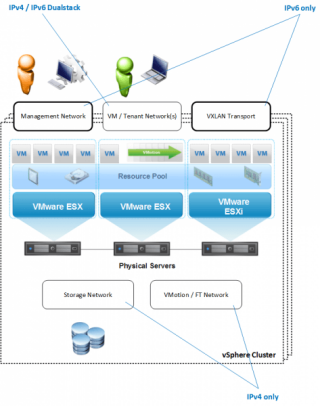 IPv4 / IPv6 Dualstack
IPv6 only
Management Network
VM / Tenant Network(s)
VXLAN Transport
VM VM VM VM
VM
VMotion
VM VM VM VM
Resource Pool
VMware ESX
VMware ESX
VMware
ESXi
Physical Servers
Storage Network
VMotion / FT Network
vSphere Cluster
IPv4 only